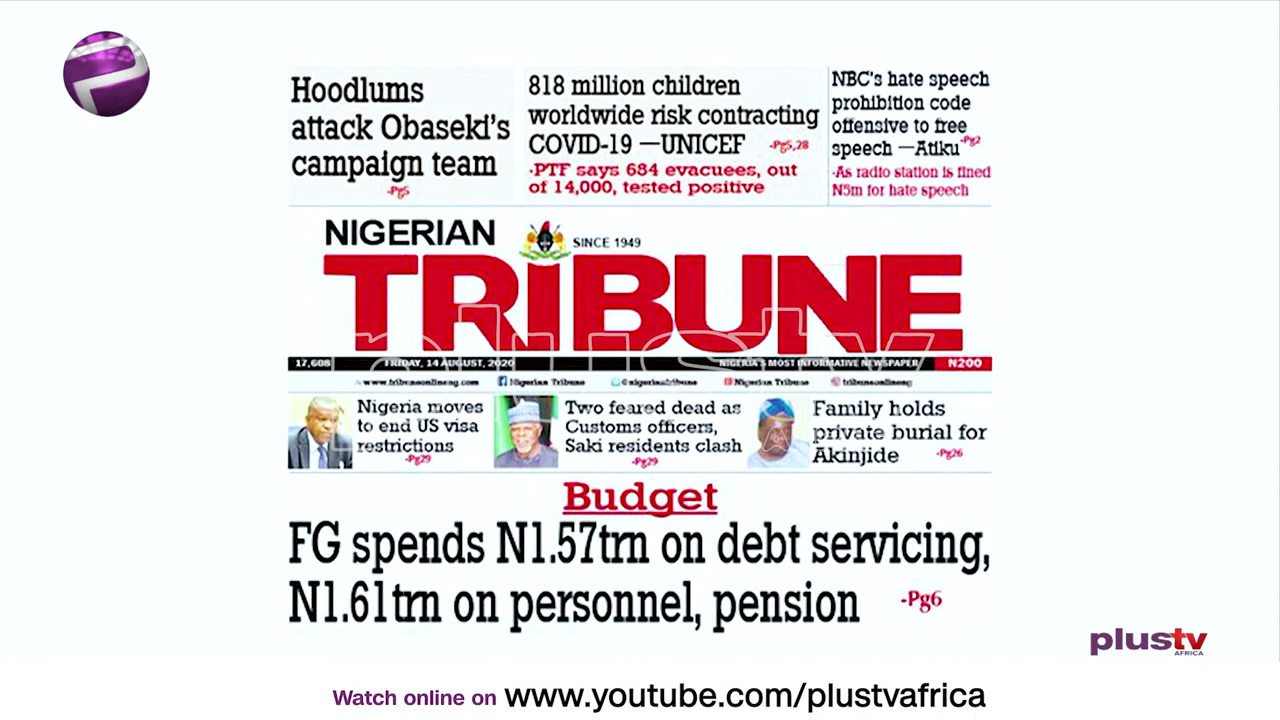 Hoodlums
attack Obaseki's
campaign team
-Pg5
818 million children
worldwide risk contracting
COVID-19 —UNICEF -Pg5,28
·PTF says 684 evacuees, out
of 14,000, tested positive
NBC's hate speech
prohibition code
offensive to free
speech —Atiku -Pg2
·As radio station is fined
N5m for hate speech
NIGERIAN
SINCE 1949
TRIBUNE
17,608 FRIDAY, 14 AUGUST, 2020 NIGERIA'S MOST INFORMATIVE NEWSPAPER N200
www.tribuneonlineng.com Nigerian Tribune @nigeriantribune Nigerian Tribune tribuneonlineng
Nigeria moves
to end US visa
restrictions
-Pg29
Two feared dead as
Customs officers,
Saki residents clash
-Pg29
Family holds
private burial for
Akinjide -Pg26
Budget
FG spends N1.57trn on debt servicing,
N1.61trn on personnel, pension -Pg6
plustv
AFRICA
plustv
AFRICA
Watch online on www.youtube.com/plustvafrica